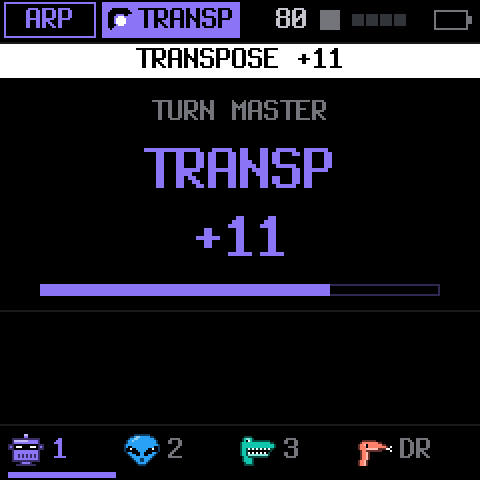 ARP TRANSP 80
TRANSPOSE +11
TURN MASTER
TRANSP
+11
1 2 3 DR